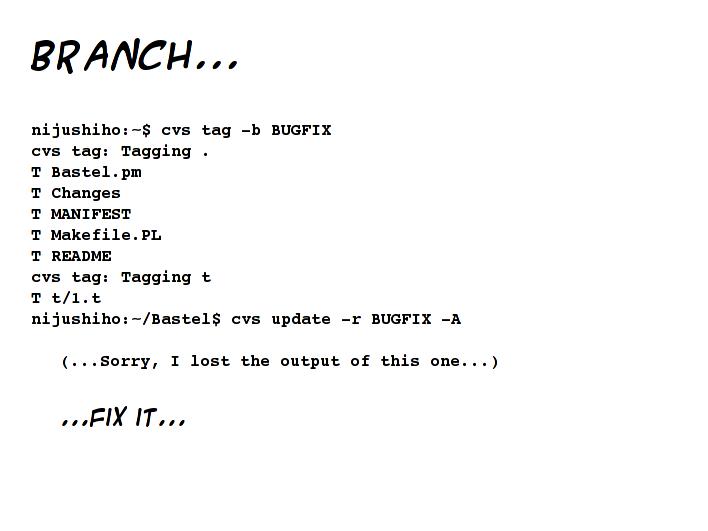 BRANCH...
nijushiho:~$ cvs tag -b BUGFIX
cvs tag: Tagging .
T Bastel.pm
T Changes
T MANIFEST
T Makefile.PL
T README
cvs tag: Tagging t
T t/1.t
nijushiho:~/Bastel$ cvs update -r BUGFIX -A
(...Sorry, I lost the output of this one...)
...FIX IT...